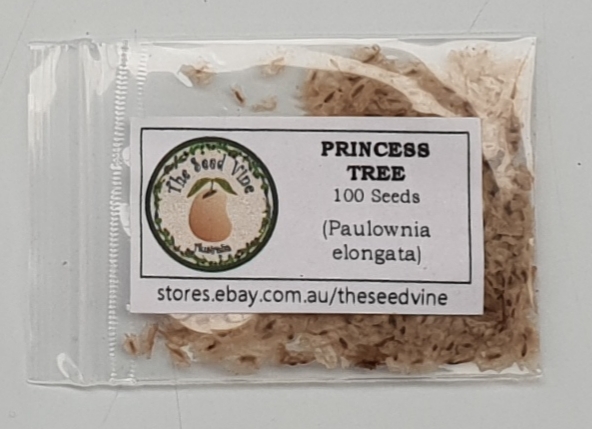 The Seed Vine
Australia
PRINCESS
TREE
100 Seeds
(Paulownia
elongata)
stores.ebay.com.au/theseedvine